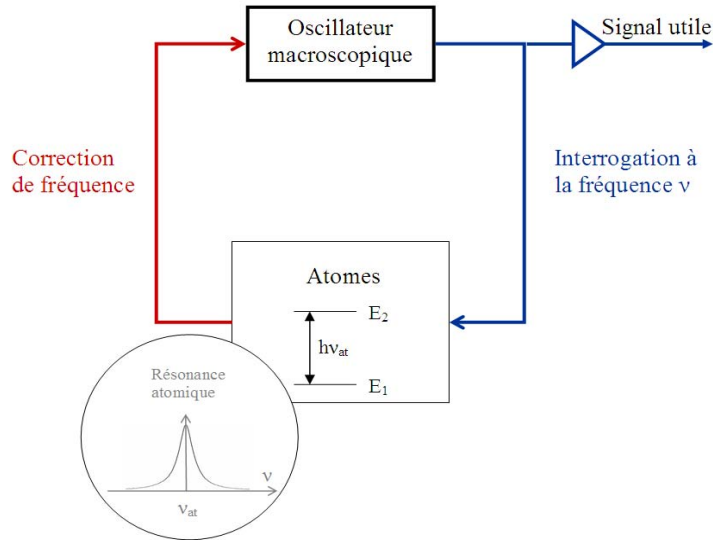 Oscillateur
macroscopique
Signal utile
Correction
de fréquence
Interrogation à
la fréquence ν
Atomes
E₂
hνat
E₁
Résonance
atomique
ν
νat